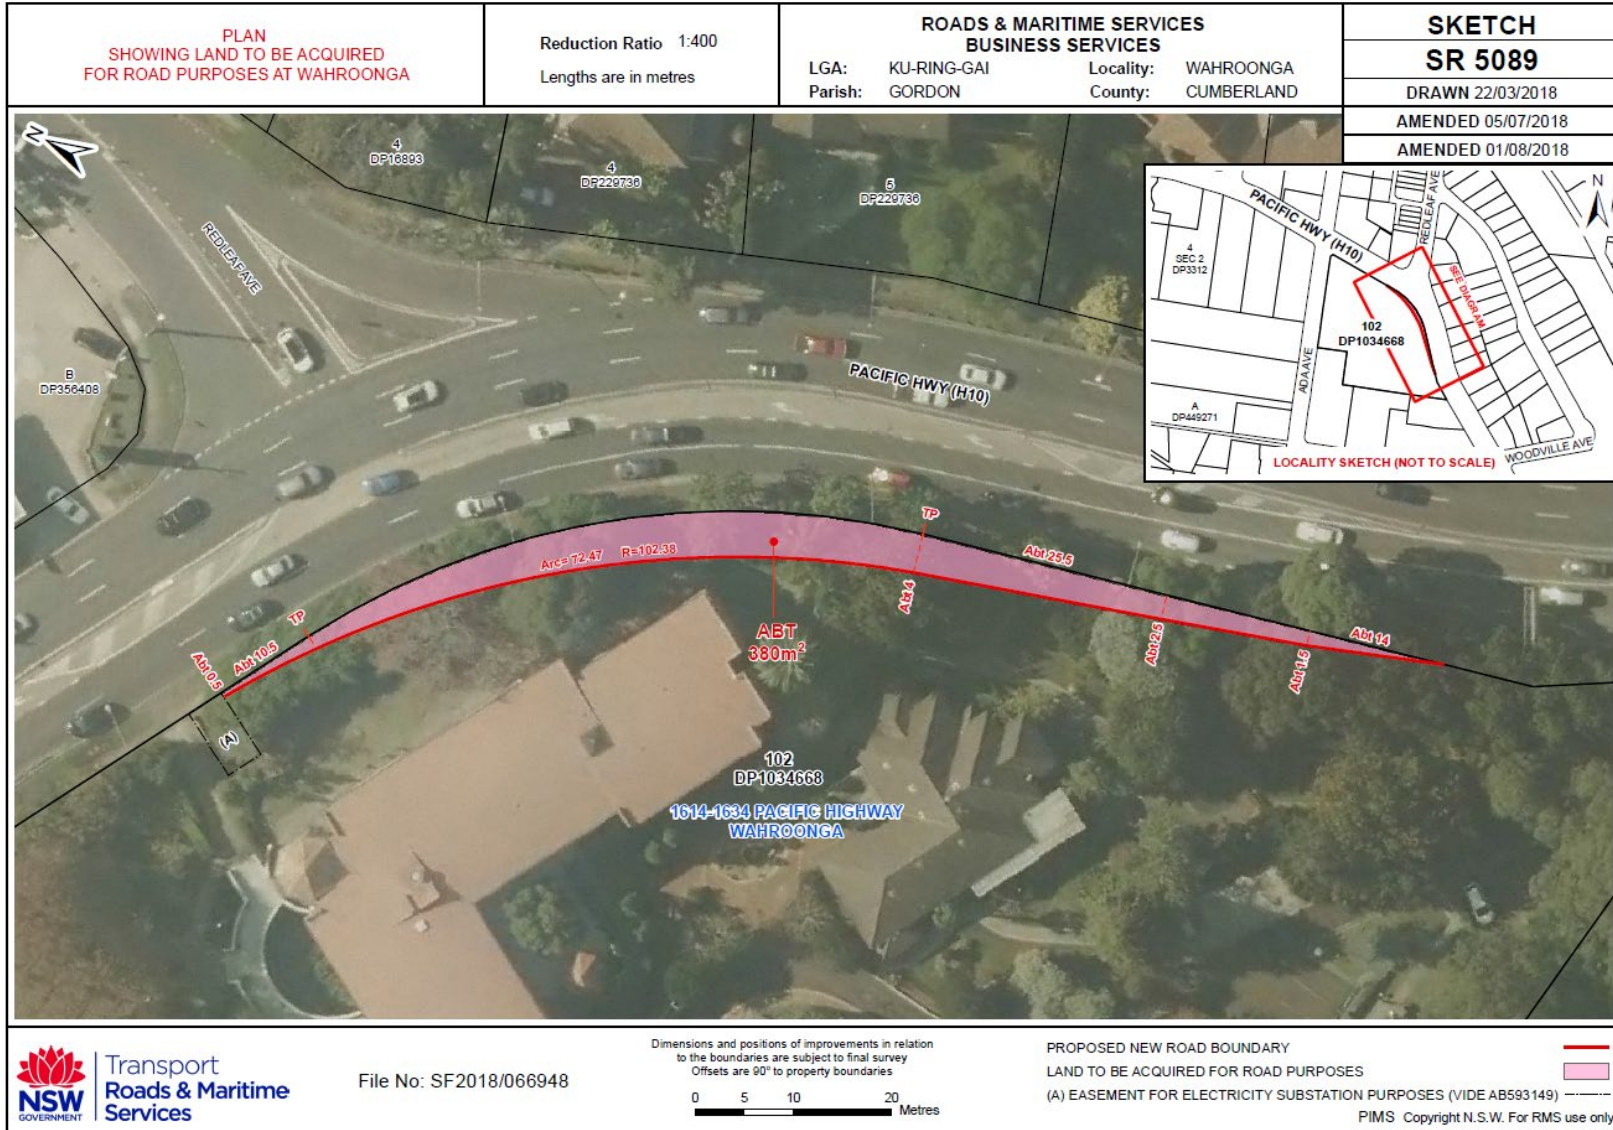 PLAN
SHOWING LAND TO BE ACQUIRED
FOR ROAD PURPOSES AT WAHROONGA
Reduction Ratio 1:400
Lengths are in metres
ROADS & MARITIME SERVICES
BUSINESS SERVICES
LGA: KU-RING-GAI Locality: WAHROONGA
Parish: GORDON County: CUMBERLAND
SKETCH
SR 5089
DRAWN 22/03/2018
AMENDED 05/07/2018
AMENDED 01/08/2018
N
4
DP16893
4
DP229736
5
DP229736
REDLEAF AVE
B
DP356408
PACIFIC HWY (H10)
N
PACIFIC HWY (H10)
REDLEAF AVE
4
SEC 2
DP3312
SEE DIAGRAM
102
DP1034668
ADA AVE
A
DP449271
WOODVILLE AVE
LOCALITY SKETCH (NOT TO SCALE)
Arc= 72.47 R=102.38
TP
Abt 25.5
Abt 4
TP
Abt 10.5
Abt 0.5
ABT
380m²
Abt 2.5
Abt 14
Abt 1.5
(A)
102
DP1034668
1614-1634 PACIFIC HIGHWAY
WAHROONGA
NSW
GOVERNMENT
Transport
Roads & Maritime
Services
File No: SF2018/066948
Dimensions and positions of improvements in relation
to the boundaries are subject to final survey
Offsets are 90° to property boundaries
0 5 10 20 Metres
PROPOSED NEW ROAD BOUNDARY
LAND TO BE ACQUIRED FOR ROAD PURPOSES
(A) EASEMENT FOR ELECTRICITY SUBSTATION PURPOSES (VIDE AB593149)
PIMS Copyright N.S.W. For RMS use only